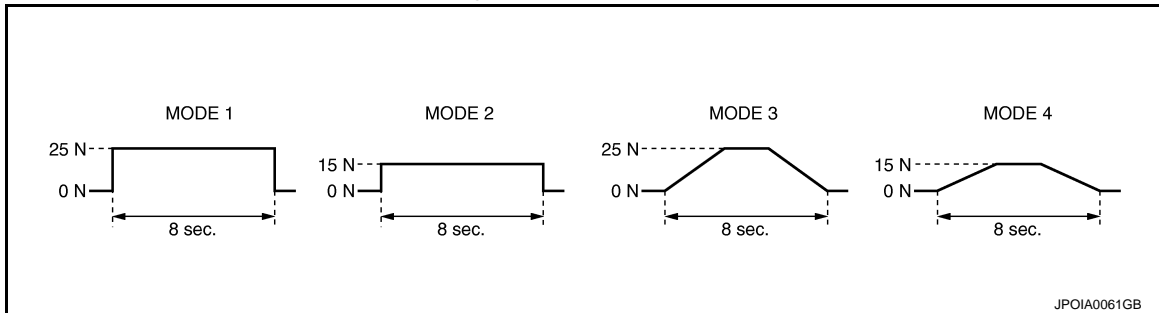 MODE 1
MODE 2
MODE 3
MODE 4
25 N
0 N
8 sec.
15 N
0 N
8 sec.
25 N
0 N
8 sec.
15 N
0 N
8 sec.
JPOIA0061GB